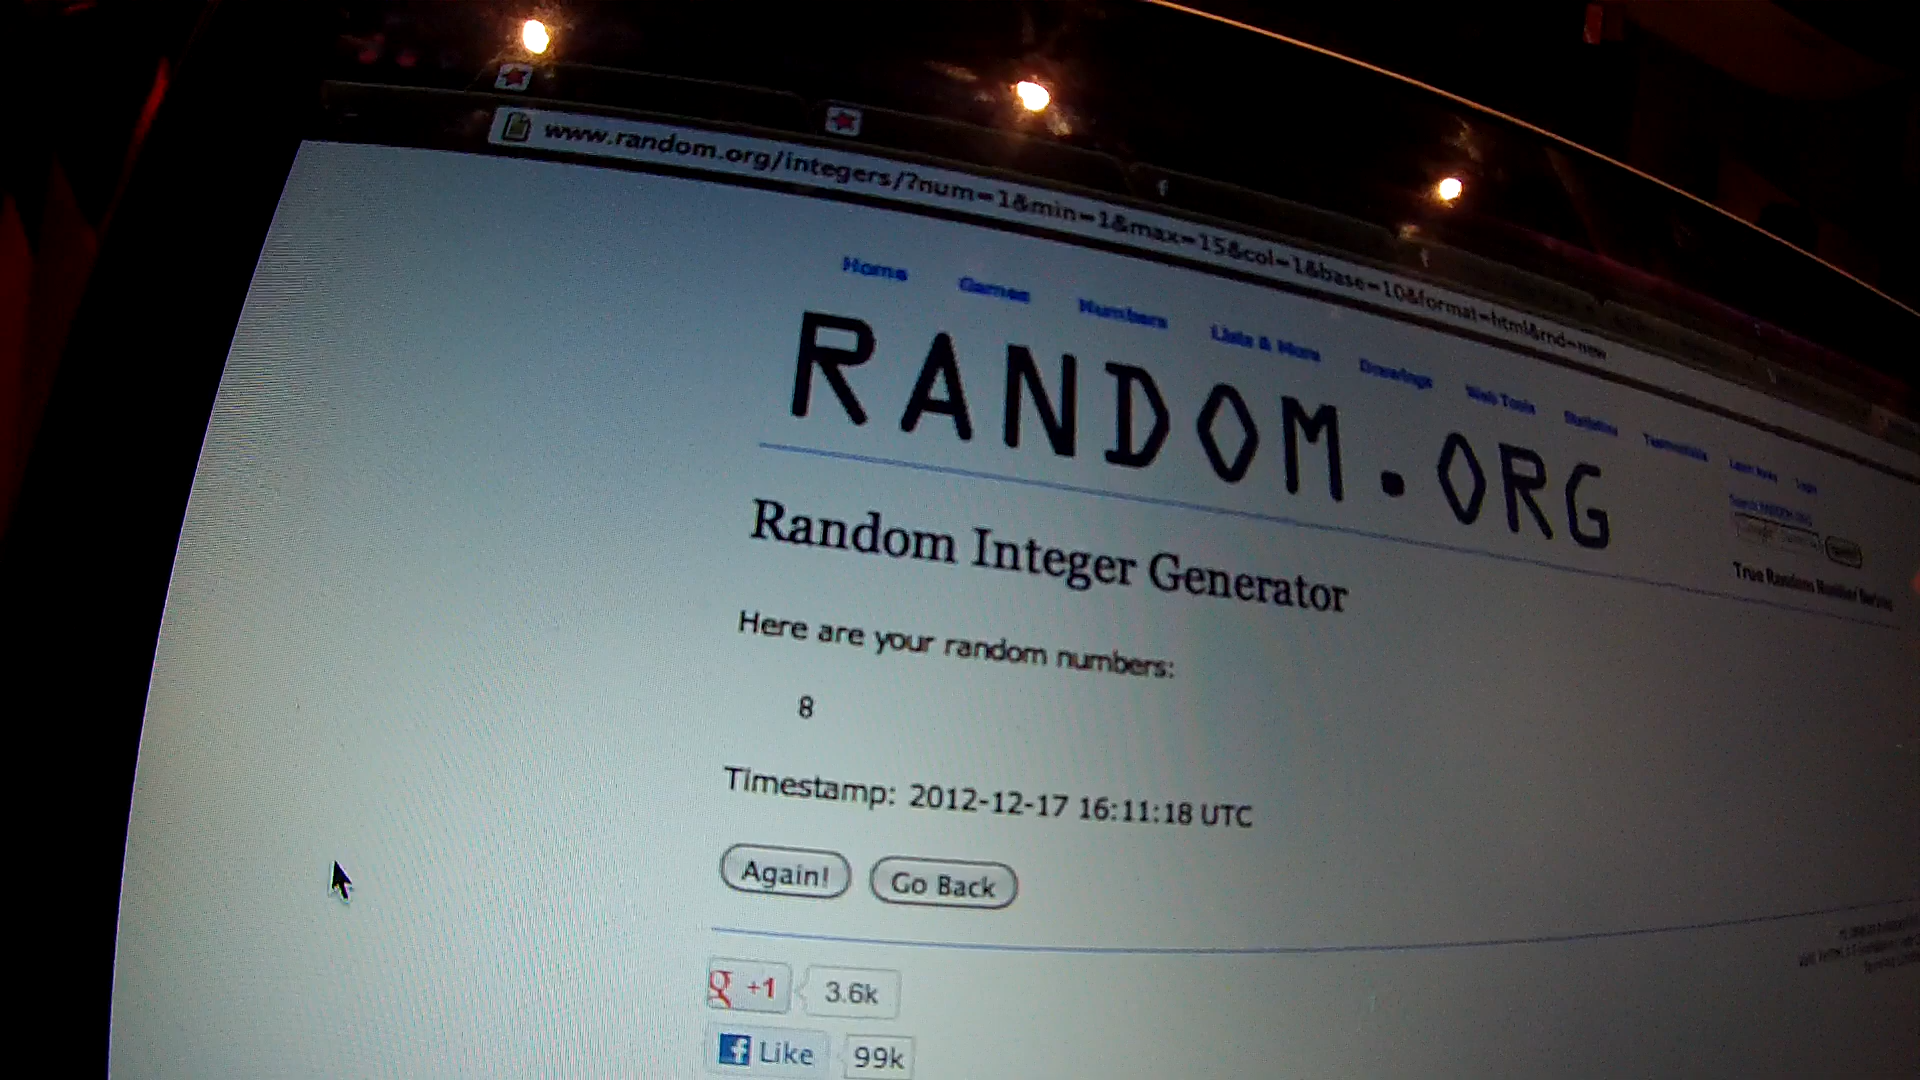 www.random.org/integers/?num=1&min=1&max=15&col=1&base=10&format=html&rnd=new
Home Games Numbers Lists & More Drawings Web Tools Statistics Testimonials Learn More Login
RANDOM.ORG
Search RANDOM.ORG
True Random Number Service
Random Integer Generator
Here are your random numbers:
8
Timestamp: 2012-12-17 16:11:18 UTC
Again! Go Back
+1 3.6k
Like 99k